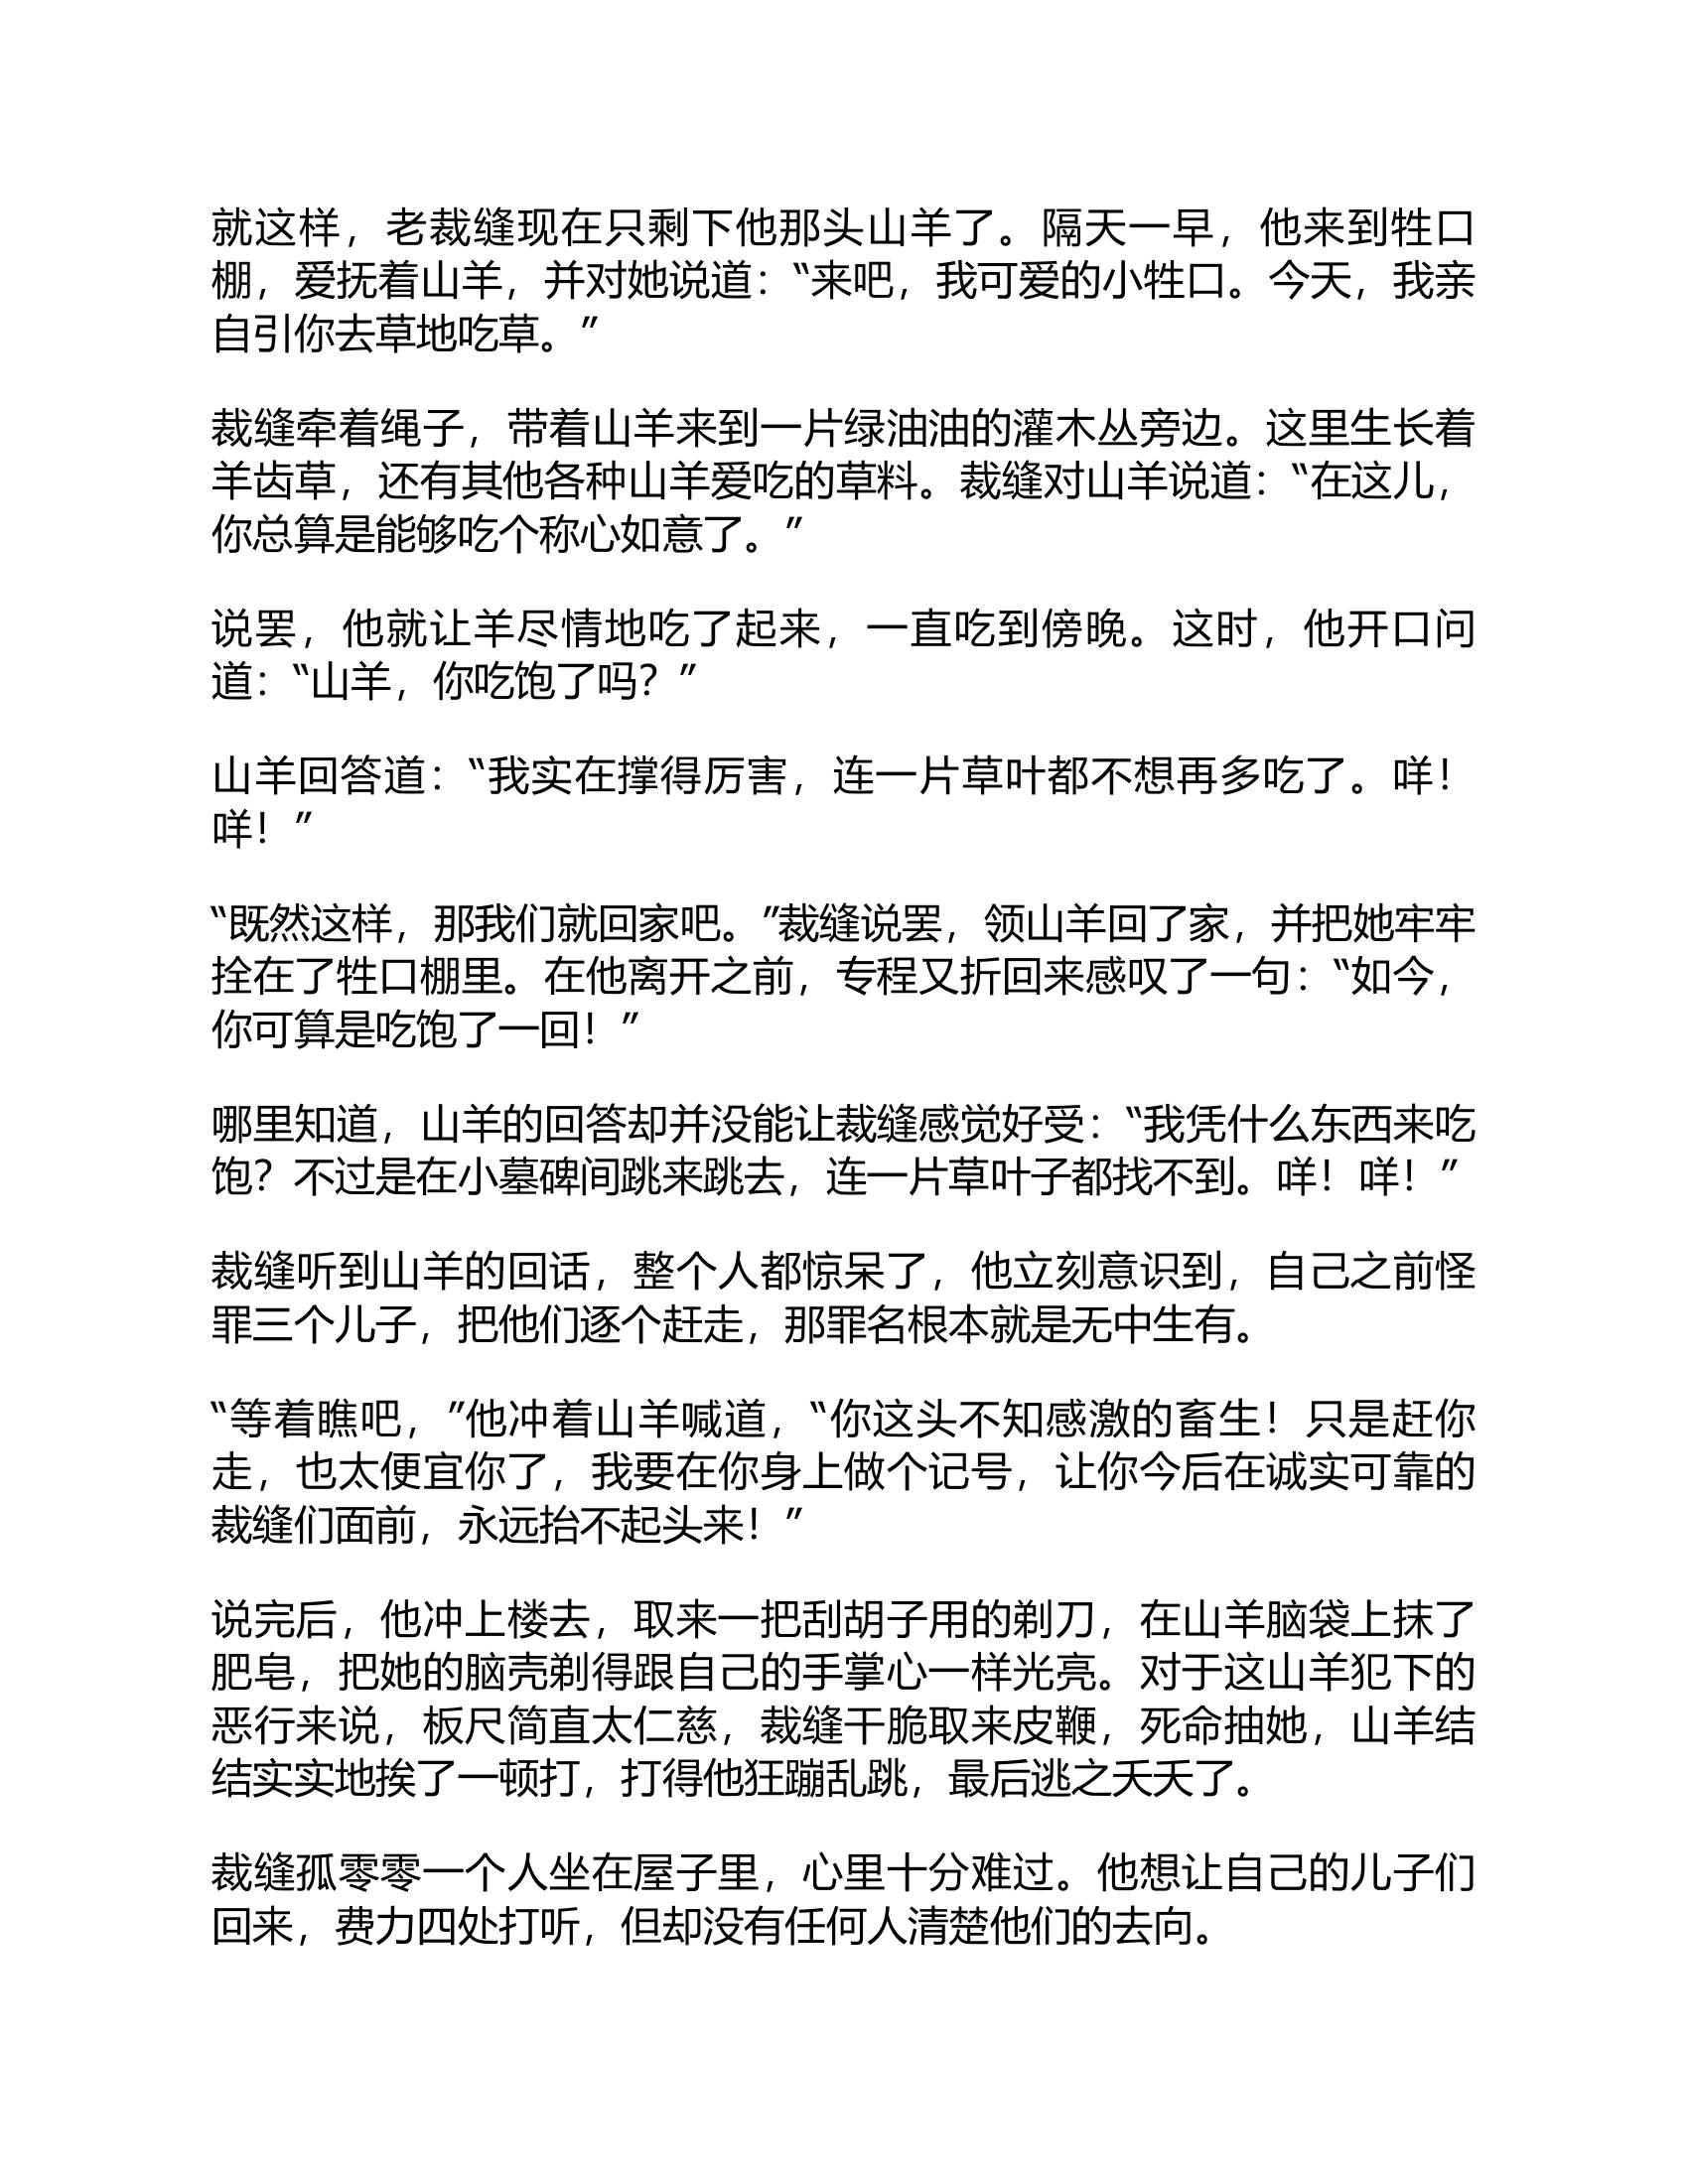 就这样，老裁缝现在只剩下他那头山羊了。隔天一早，他来到牲口
棚，爱抚着山羊，并对她说道：“来吧，我可爱的小牲口。今天，我亲
自引你去草地吃草。”
裁缝牵着绳子，带着山羊来到一片绿油油的灌木丛旁边。这里生长着
羊齿草，还有其他各种山羊爱吃的草料。裁缝对山羊说道：“在这儿，
你总算是能够吃个称心如意了。”
说罢，他就让羊尽情地吃了起来，一直吃到傍晚。这时，他开口问
道：“山羊，你吃饱了吗？”
山羊回答道：“我实在撑得厉害，连一片草叶都不想再多吃了。咩！
咩！”
“既然这样，那我们就回家吧。”裁缝说罢，领山羊回了家，并把她牢牢
拴在了牲口棚里。在他离开之前，专程又折回来感叹了一句：“如今，
你可算是吃饱了一回！”
哪里知道，山羊的回答却并没能让裁缝感觉好受：“我凭什么东西来吃
饱？不过是在小墓碑间跳来跳去，连一片草叶子都找不到。咩！咩！”
裁缝听到山羊的回话，整个人都惊呆了，他立刻意识到，自己之前怪
罪三个儿子，把他们逐个赶走，那罪名根本就是无中生有。
“等着瞧吧，”他冲着山羊喊道，“你这头不知感激的畜生！只是赶你
走，也太便宜你了，我要在你身上做个记号，让你今后在诚实可靠的
裁缝们面前，永远抬不起头来！”
说完后，他冲上楼去，取来一把刮胡子用的剃刀，在山羊脑袋上抹了
肥皂，把她的脑壳剃得跟自己的手掌心一样光亮。对于这山羊犯下的
恶行来说，板尺简直太仁慈，裁缝干脆取来皮鞭，死命抽她，山羊结
结实实地挨了一顿打，打得他狂蹦乱跳，最后逃之夭夭了。
裁缝孤零零一个人坐在屋子里，心里十分难过。他想让自己的儿子们
回来，费力四处打听，但却没有任何人清楚他们的去向。